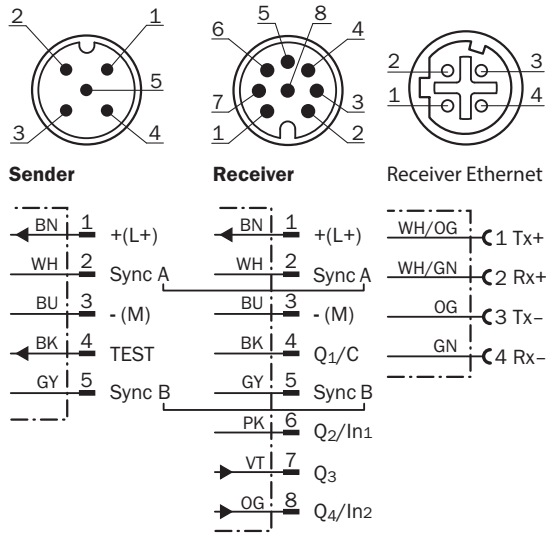 2 1 5 3 4
5 8 6 4 7 3 1 2
2 3 1 4
Sender
BN 1 +(L+)
WH 2 Sync A
BU 3 - (M)
BK 4 TEST
GY 5 Sync B
Receiver
BN 1 +(L+)
WH 2 Sync A
BU 3 - (M)
BK 4 Q1/C
GY 5 Sync B
PK 6 Q2/In1
VT 7 Q3
OG 8 Q4/In2
Receiver Ethernet
WH/OG 1 Tx+
WH/GN 2 Rx+
OG 3 Tx–
GN 4 Rx–